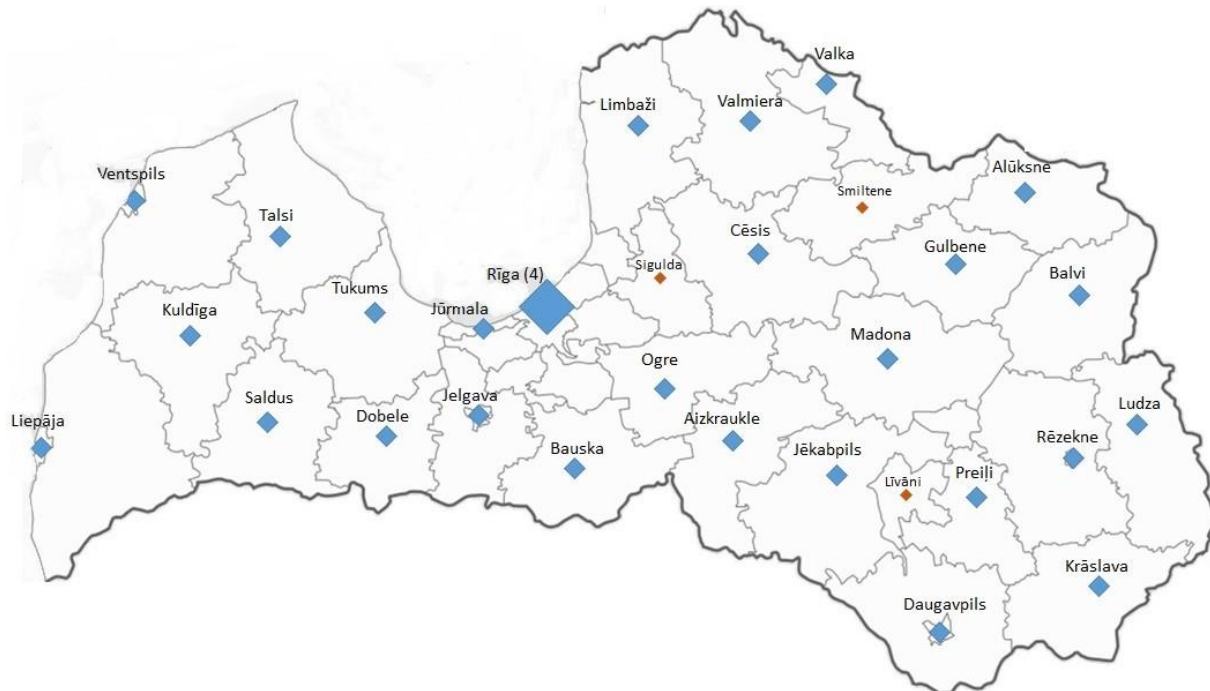 Valka
Limbaži
Valmiera
Ventspils
Alūksne
Smiltene
Talsi
Cēsis
Gulbene
Sigulda
Rīga (4)
Balvi
Tukums
Jūrmala
Kuldīga
Madona
Ogre
Saldus
Jelgava
Ludza
Liepāja
Dobele
Aizkraukle
Rēzekne
Bauska
Jēkabpils
Preiļi
Līvāni
Krāslava
Daugavpils